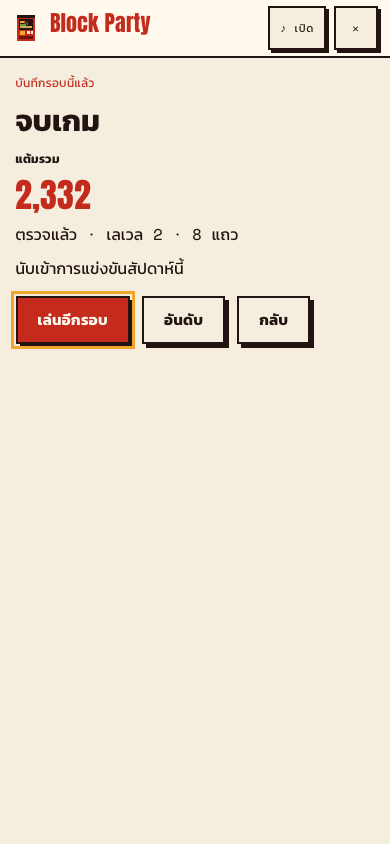 Block Party
♪ เปิด
×
บันทึกรอบนี้แล้ว
จบเกม
แต้มรวม
2,332
ตรวจแล้ว · เลเวล 2 · 8 แถว
นับเข้าการแข่งขันสัปดาห์นี้
เล่นอีกรอบ
อันดับ
กลับ